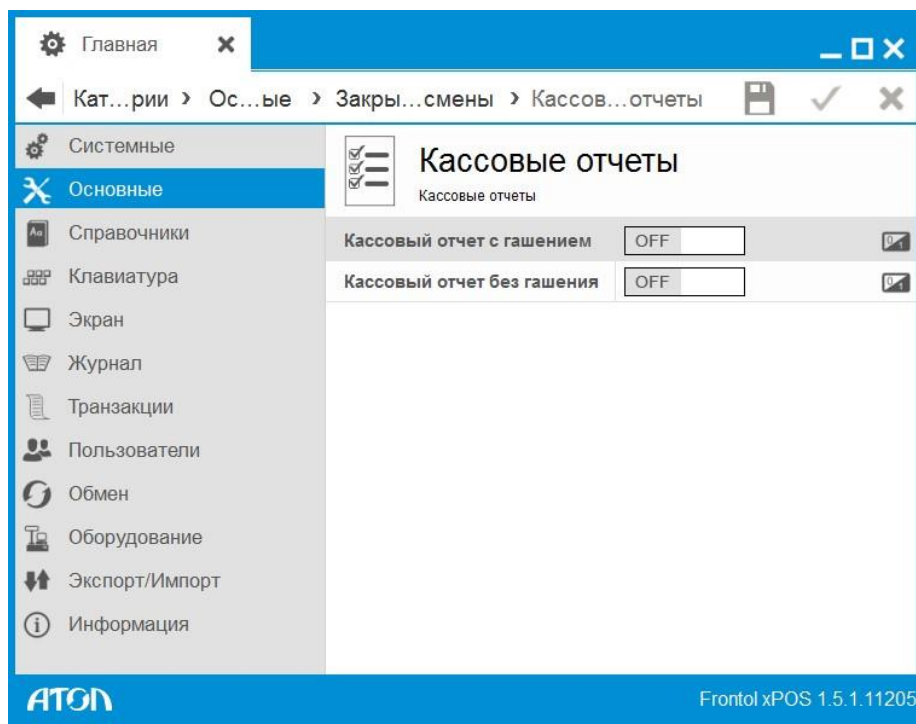 Главная
Кат...рии › Ос...ые › Закры...смены › Кассов...отчеты
Системные
Основные
Справочники
Клавиатура
Экран
Журнал
Транзакции
Пользователи
Обмен
Оборудование
Экспорт/Импорт
Информация
Кассовые отчеты
Кассовые отчеты
Кассовый отчет с гашением OFF
Кассовый отчет без гашения OFF
ATOL
Frontol xPOS 1.5.1.11205